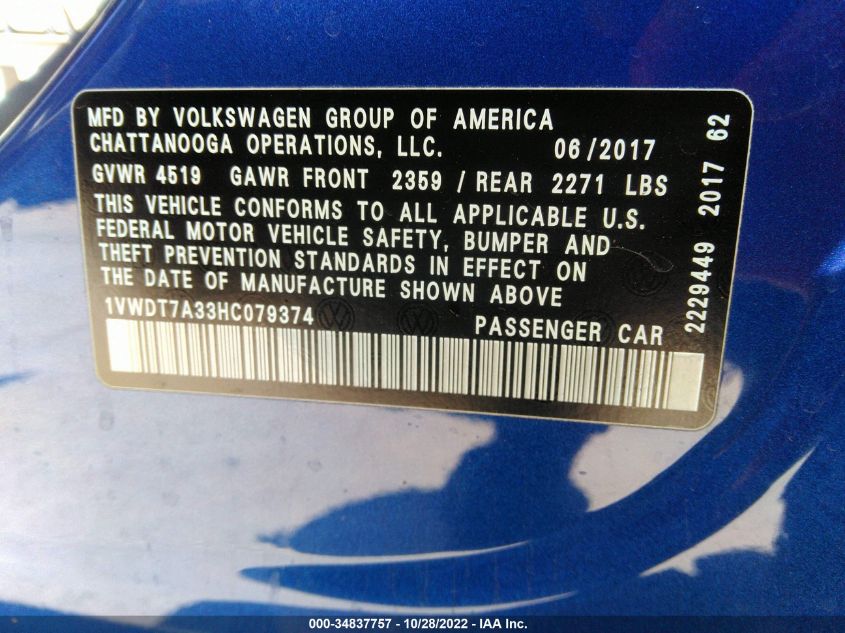 MFD BY VOLKSWAGEN GROUP OF AMERICA
CHATTANOOGA OPERATIONS, LLC. 06/2017
GVWR 4519 GAWR FRONT 2359 / REAR 2271 LBS
THIS VEHICLE CONFORMS TO ALL APPLICABLE U.S.
FEDERAL MOTOR VEHICLE SAFETY, BUMPER AND
THEFT PREVENTION STANDARDS IN EFFECT ON
THE DATE OF MANUFACTURE SHOWN ABOVE
1VWDT7A33HC079374 PASSENGER CAR
2229449 2017 62
000-34837757 - 10/28/2022 - IAA Inc.